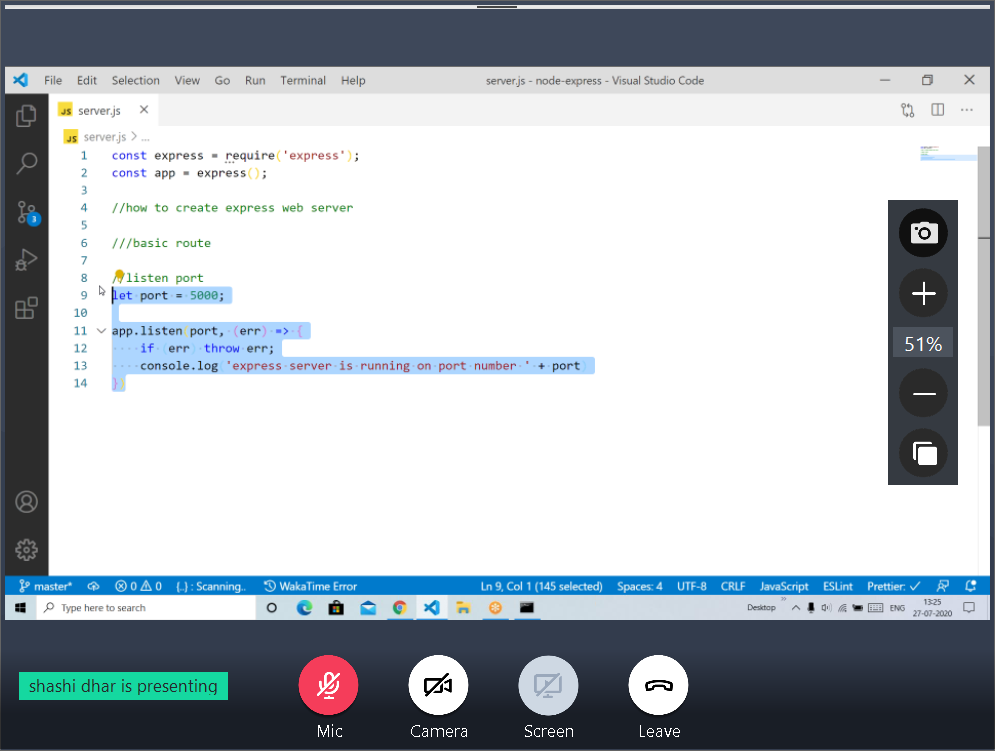 File Edit Selection View Go Run Terminal Help server.js - node-express - Visual Studio Code
JS server.js
JS server.js > ...
1 const express = require('express');
2 const app = express();
3
4 //how to create express web server
5
6 ///basic route
7
8 //listen port
9 let port = 5000;
10
11 app.listen(port, (err) => {
12 if (err) throw err;
13 console.log('express server is running on port number ' + port)
14 })
3
51%
master* 0 0 {..} : Scanning.. WakaTime Error Ln 9, Col 1 (145 selected) Spaces: 4 UTF-8 CRLF JavaScript ESLint Prettier: ✓
Type here to search Desktop ENG 13:25
27-07-2020
shashi dhar is presenting
Mic Camera Screen Leave